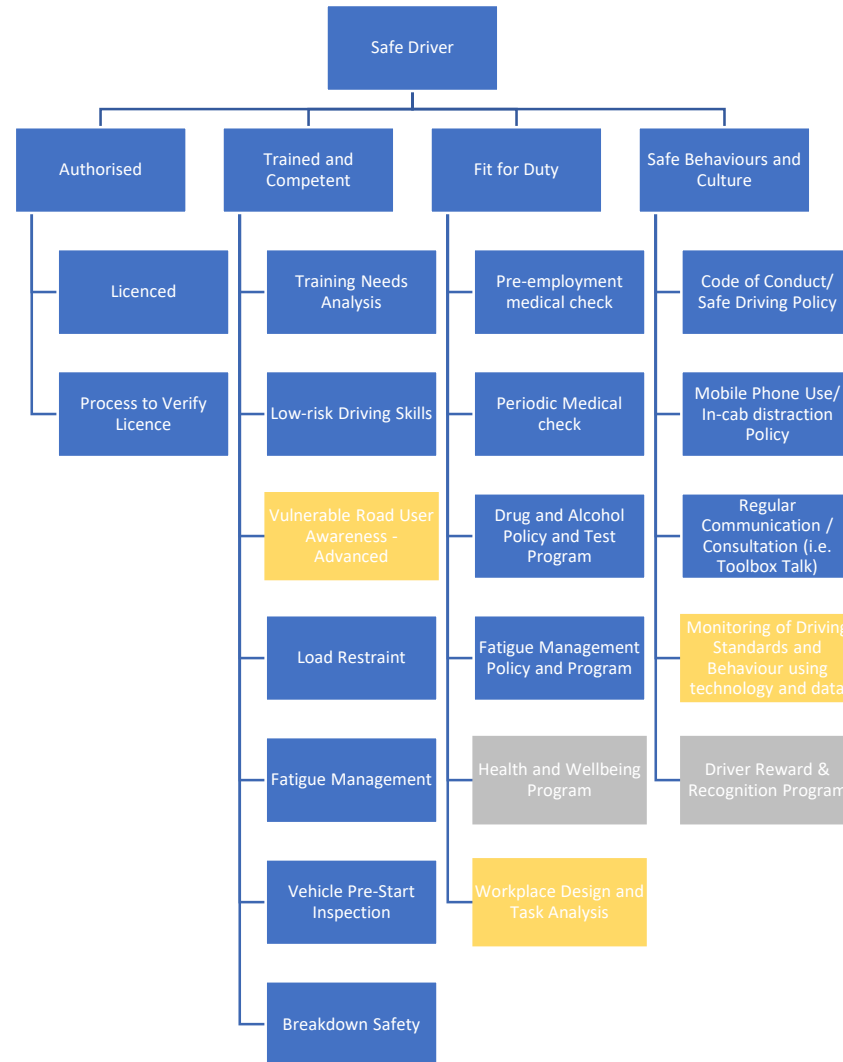 Safe Driver
Authorised
Trained and
Competent
Fit for Duty
Safe Behaviours and
Culture
Licenced
Process to Verify
Licence
Training Needs
Analysis
Low-risk Driving Skills
Vulnerable Road User
Awareness -
Advanced
Load Restraint
Fatigue Management
Vehicle Pre-Start
Inspection
Breakdown Safety
Pre-employment
medical check
Periodic Medical
check
Drug and Alcohol
Policy and Test
Program
Fatigue Management
Policy and Program
Health and Wellbeing
Program
Workplace Design and
Task Analysis
Code of Conduct/
Safe Driving Policy
Mobile Phone Use/
In-cab distraction
Policy
Regular
Communication /
Consultation (i.e.
Toolbox Talk)
Monitoring of Driving
Standards and
Behaviour using
technology and data
Driver Reward &
Recognition Program